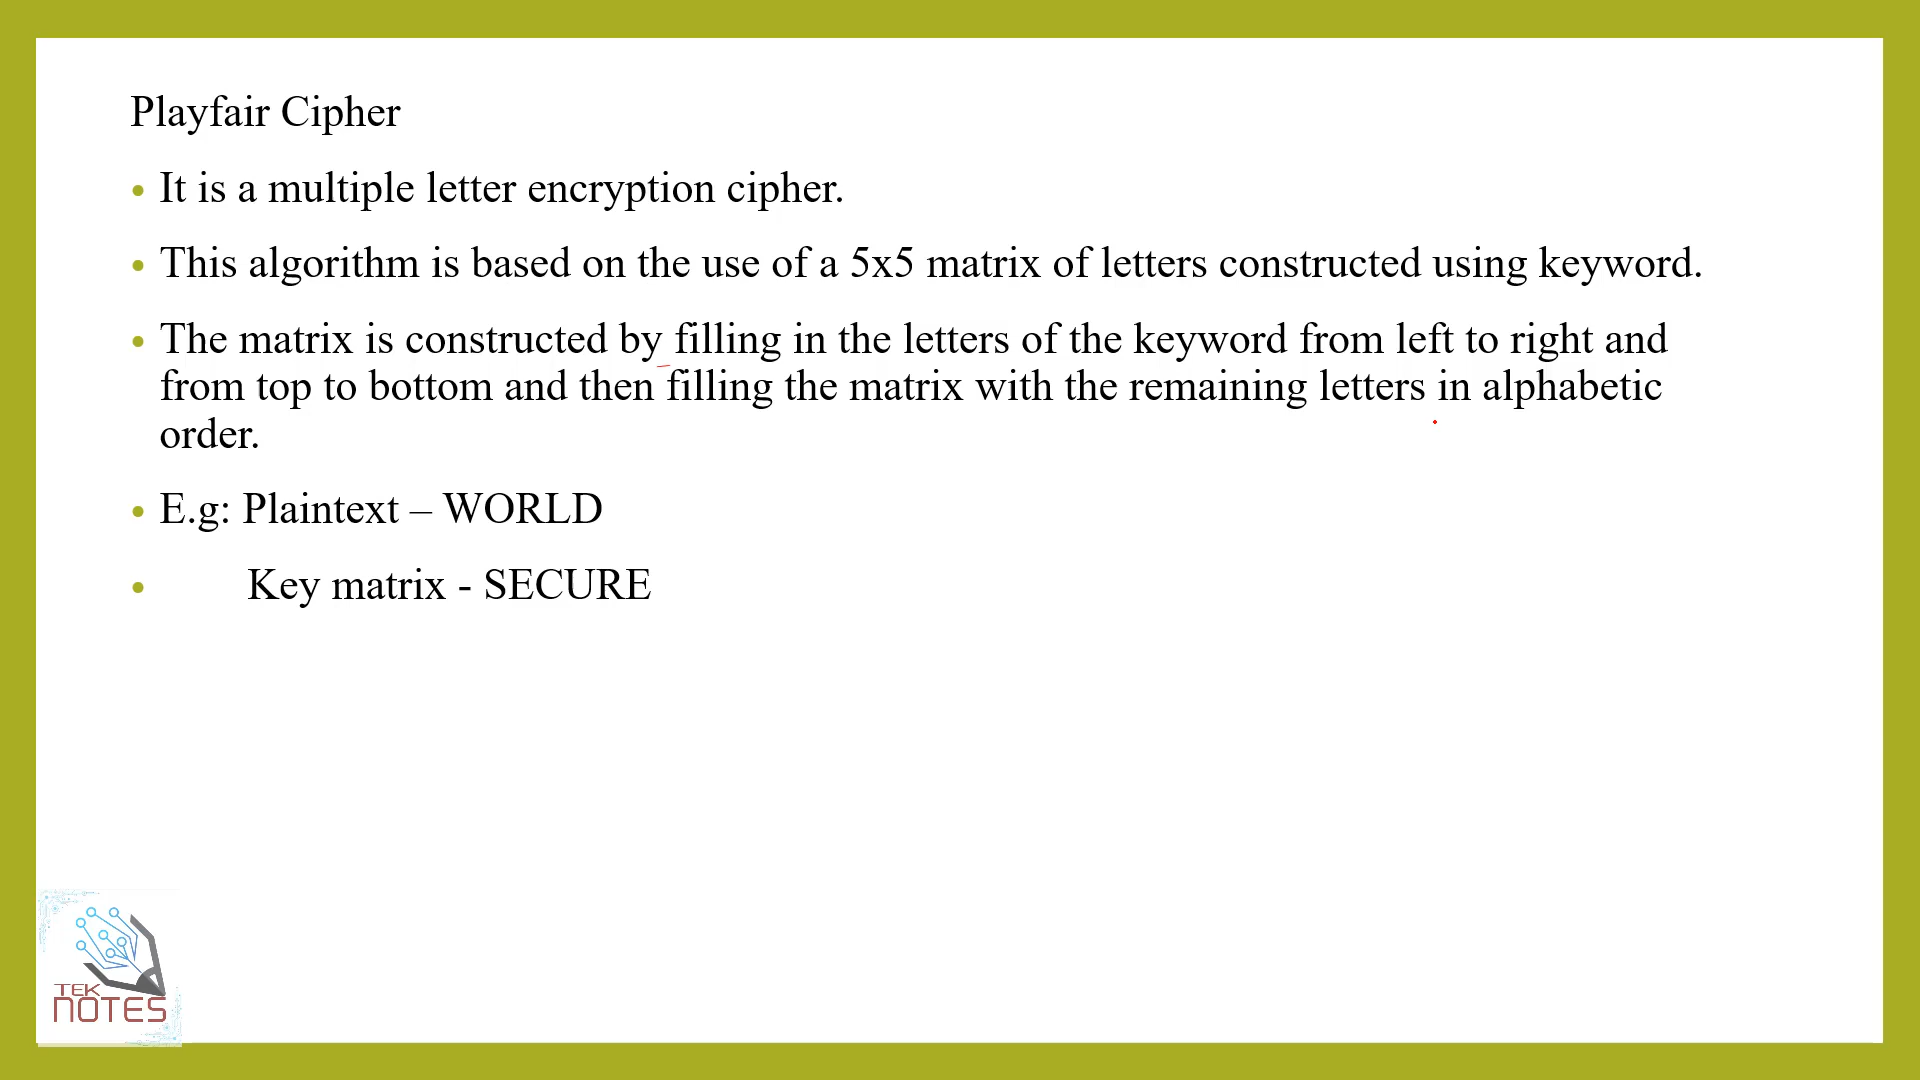 Playfair Cipher
• It is a multiple letter encryption cipher.
• This algorithm is based on the use of a 5x5 matrix of letters constructed using keyword.
• The matrix is constructed by filling in the letters of the keyword from left to right and
from top to bottom and then filling the matrix with the remaining letters in alphabetic
order.
• E.g: Plaintext – WORLD
• Key matrix - SECURE
TEK
NOTES